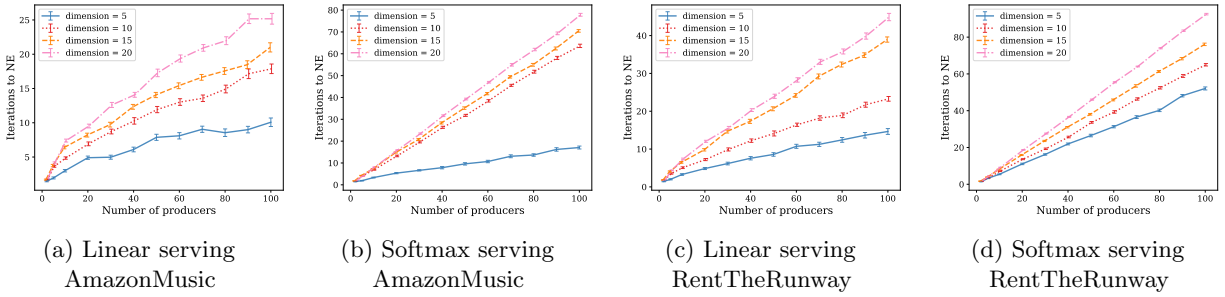 Iterations to NE
25
20
15
10
5
dimension = 5
dimension = 10
dimension = 15
dimension = 20
0 20 40 60 80 100
Number of producers
(a) Linear serving
AmazonMusic
Iterations to NE
80
70
60
50
40
30
20
10
0
dimension = 5
dimension = 10
dimension = 15
dimension = 20
0 20 40 60 80 100
Number of producers
(b) Softmax serving
AmazonMusic
Iterations to NE
40
30
20
10
0
dimension = 5
dimension = 10
dimension = 15
dimension = 20
0 20 40 60 80 100
Number of producers
(c) Linear serving
RentTheRunway
Iterations to NE
80
60
40
20
0
dimension = 5
dimension = 10
dimension = 15
dimension = 20
0 20 40 60 80 100
Number of producers
(d) Softmax serving
RentTheRunway